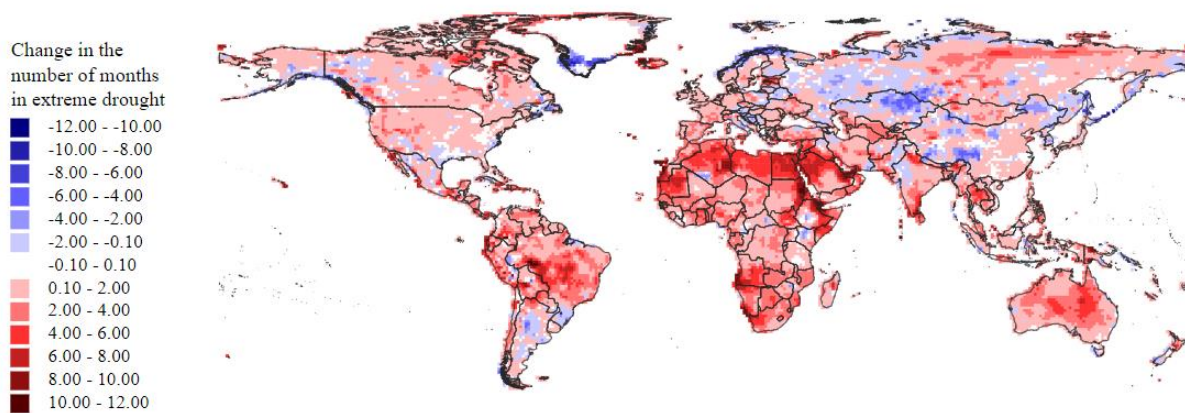 Change in the
number of months
in extreme drought
-12.00 - -10.00
-10.00 - -8.00
-8.00 - -6.00
-6.00 - -4.00
-4.00 - -2.00
-2.00 - -0.10
-0.10 - 0.10
0.10 - 2.00
2.00 - 4.00
4.00 - 6.00
6.00 - 8.00
8.00 - 10.00
10.00 - 12.00